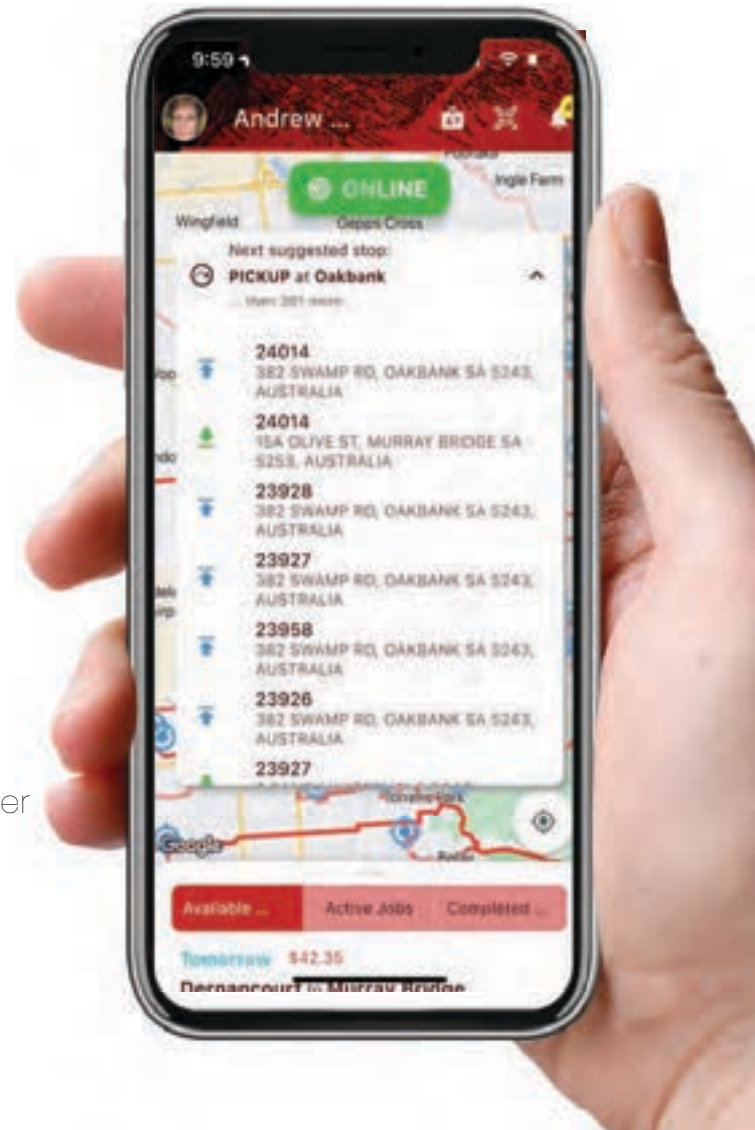 9:59
Andrew ...
ONLINE
Ingle Farm
Wingfield
Gepps Cross
Next suggested stop:
PICKUP at Oakbank
... then 381 more
24014
382 SWAMP RD, OAKBANK SA 5243,
AUSTRALIA
24014
15A OLIVE ST, MURRAY BRIDGE SA
5253, AUSTRALIA
23928
382 SWAMP RD, OAKBANK SA 5243,
AUSTRALIA
23927
382 SWAMP RD, OAKBANK SA 5243,
AUSTRALIA
23958
382 SWAMP RD, OAKBANK SA 5243,
AUSTRALIA
23926
382 SWAMP RD, OAKBANK SA 5243,
AUSTRALIA
23927
er
Google
Available ...
Active Jobs
Completed ...
Tomorrow $42.35
Dernancourt to Murray Bridge